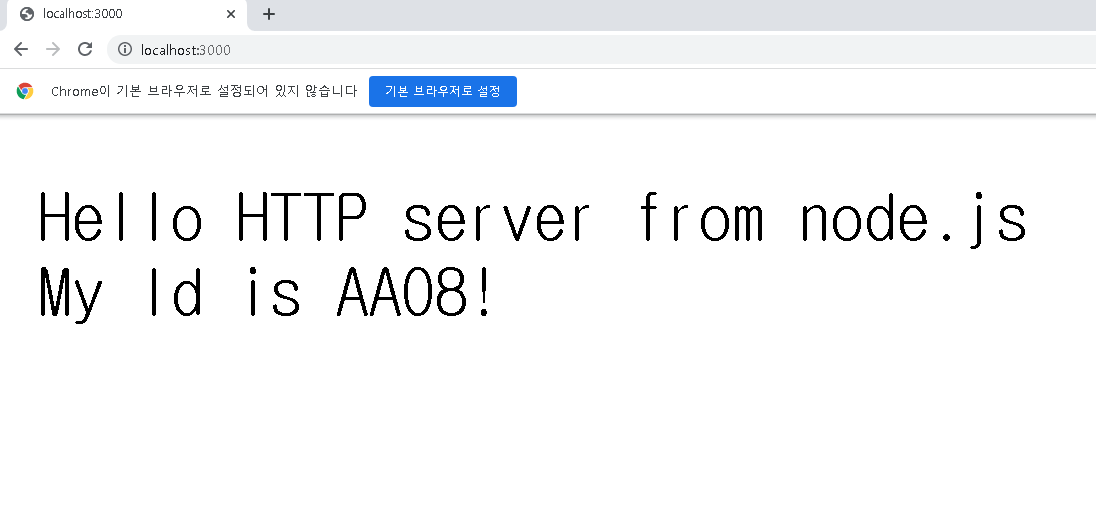 localhost:3000
localhost:3000
Chrome이 기본 브라우저로 설정되어 있지 않습니다 기본 브라우저로 설정
Hello HTTP server from node.js
My Id is AA08!